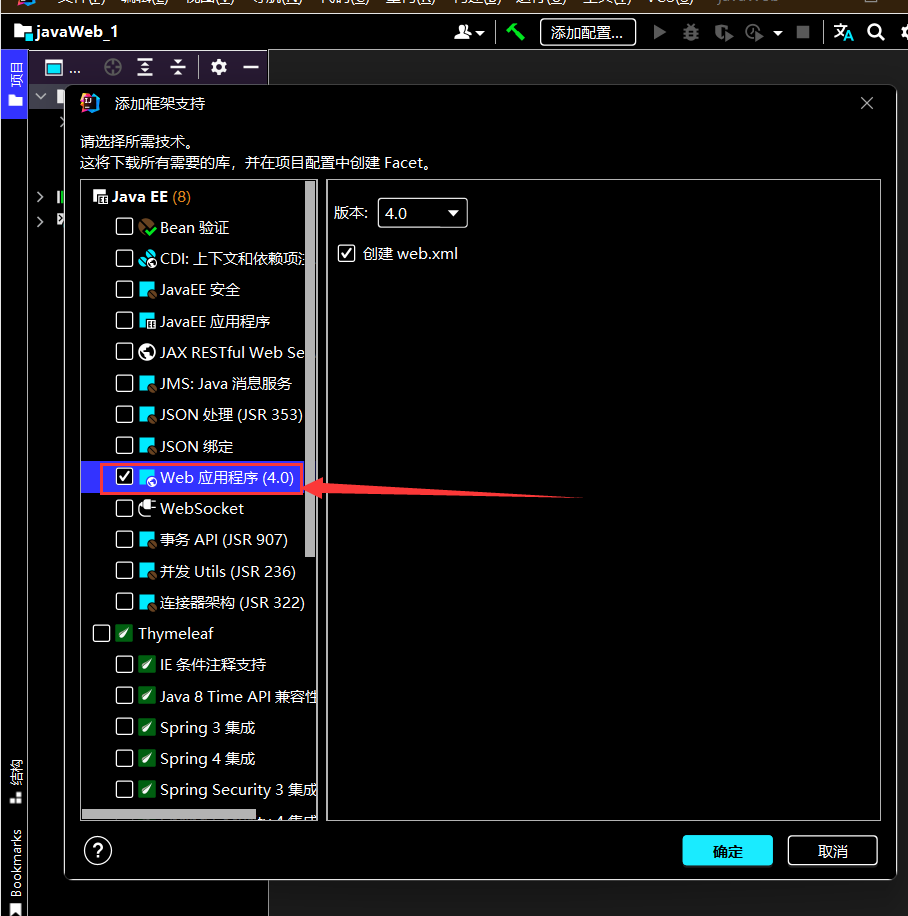 javaWeb_1
添加配置...
项目
...
添加框架支持
请选择所需技术。
这将下载所有需要的库，并在项目配置中创建 Facet。
Java EE (8)
Bean 验证
CDI: 上下文和依赖项
JavaEE 安全
JavaEE 应用程序
JAX RESTful Web Se
JMS: Java 消息服务
JSON 处理 (JSR 353)
JSON 绑定
Web 应用程序 (4.0)
WebSocket
事务 API (JSR 907)
并发 Utils (JSR 236)
连接器架构 (JSR 322)
Thymeleaf
IE 条件注释支持
Java 8 Time API 兼容性
Spring 3 集成
Spring 4 集成
Spring Security 3 集成
版本: 4.0
创建 web.xml
结构
Bookmarks
?
确定
取消